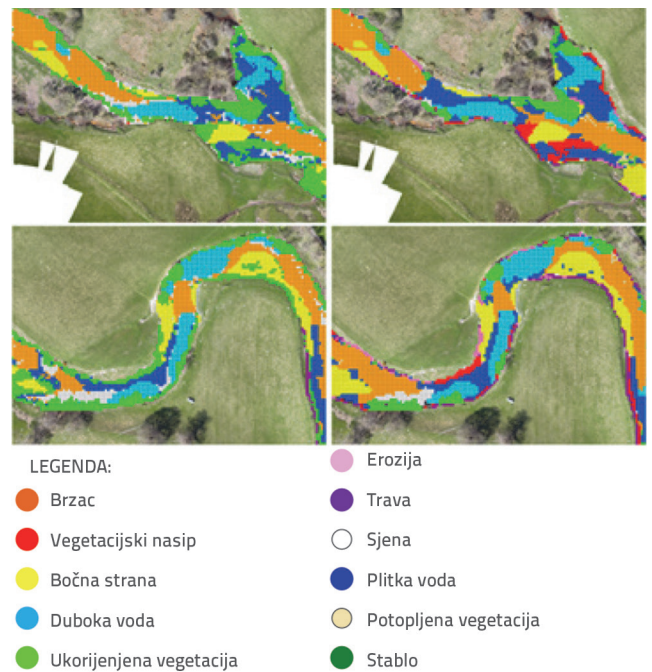 LEGENDA:
Brzac
Vegetacijski nasip
Bočna strana
Duboka voda
Ukorijenjena vegetacija
Erozija
Trava
Sjena
Plitka voda
Potopljena vegetacija
Stablo